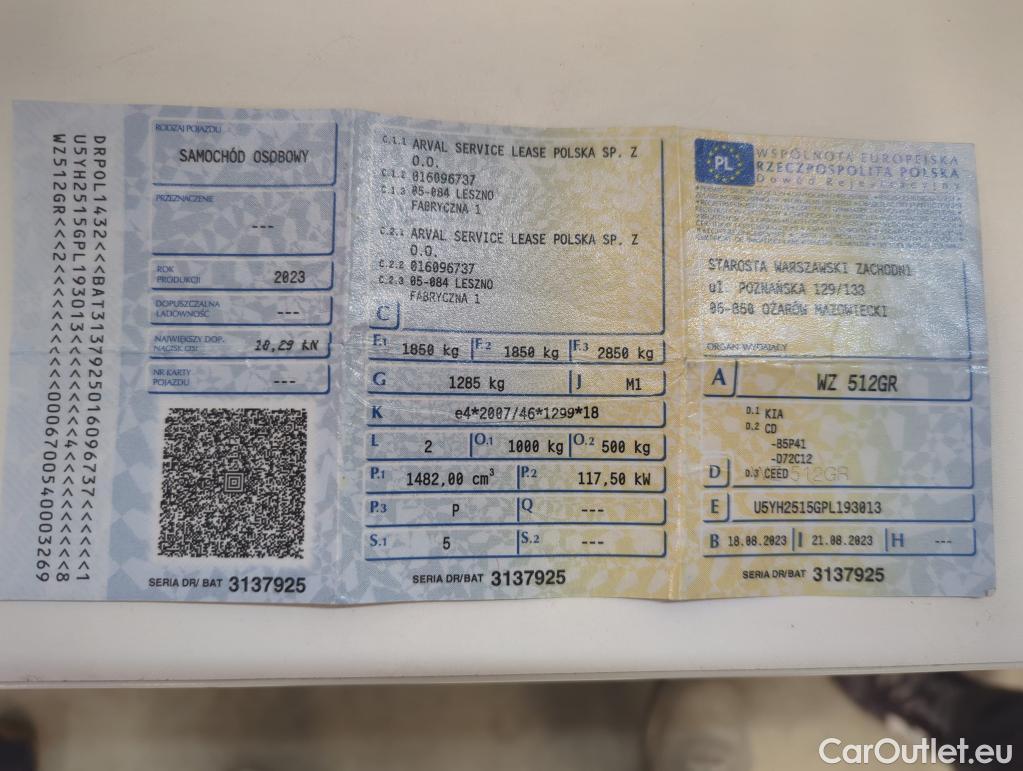 DRPOL1432<<<BAT3137925016096737<<<<<<1
U5YH2515GPL193013<<<<<<<<
WZ512GR<<<2<
RODZAJ POJAZDU
SAMOCHÓD OSOBOWY
PRZEZNACZENIE
---
ROK
PRODUKCJI
2023
DOPUSZCZALNA
ŁADOWNOŚĆ
---
NAJWIĘKSZY DOP.
NACISK OSI
10,29 kN
NR KARTY
POJAZDU
---
SERIA DR/BAT 3137925
C.1.1 ARVAL SERVICE LEASE POLSKA SP. Z
O.O.
C.1.2 016096737
C.1.3 05-084 LESZNO
FABRYCZNA 1
C.2.1 ARVAL SERVICE LEASE POLSKA SP. Z
O.O.
C.2.2 016096737
C.2.3 05-084 LESZNO
FABRYCZNA 1
C
F.1 1850 kg F.2 1850 kg F.3 2850 kg
G 1285 kg J M1
K e4*2007/46*1299*18
L 2 O.1 1000 kg O.2 500 kg
P.1 1482,00 cm³ P.2 117,50 kW
P.3 P Q ---
S.1 5 S.2 ---
SERIA DR/BAT 3137925
PL
WSPÓLNOTA EUROPEJSKA
RZECZPOSPOLITA POLSKA
Dowód Rejestracyjny
STAROSTA WARSZAWSKI ZACHODNI
ul. POZNAŃSKA 129/133
05-850 OŻARÓW MAZOWIECKI
ORGAN WYDAJĄCY
A WZ 512GR
D.1 KIA
D.2 CD
-B5P41
-D72C12
D D.3 CEED 512GR
E U5YH2515GPL193013
B 18.08.2023 I 21.08.2023 H ---
SERIA DR/BAT 3137925
CarOutlet.eu